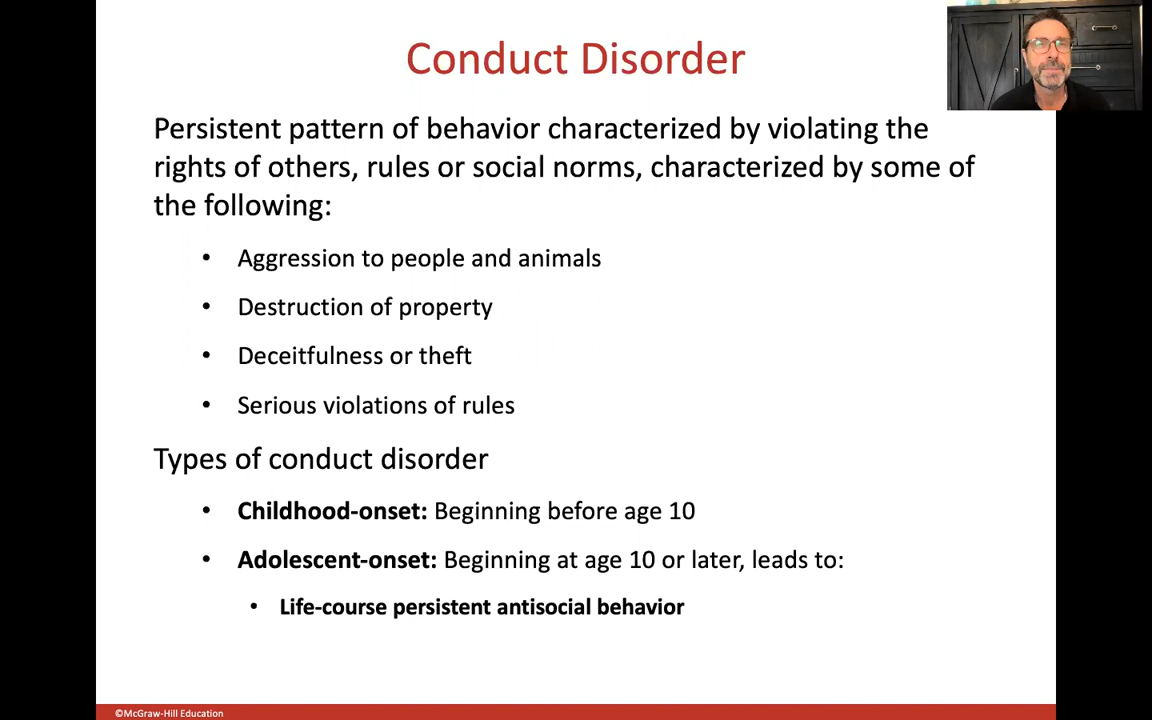 Conduct Disorder
Persistent pattern of behavior characterized by violating the
rights of others, rules or social norms, characterized by some of
the following:
• Aggression to people and animals
• Destruction of property
• Deceitfulness or theft
• Serious violations of rules
Types of conduct disorder
• Childhood-onset: Beginning before age 10
• Adolescent-onset: Beginning at age 10 or later, leads to:
• Life-course persistent antisocial behavior
©McGraw-Hill Education